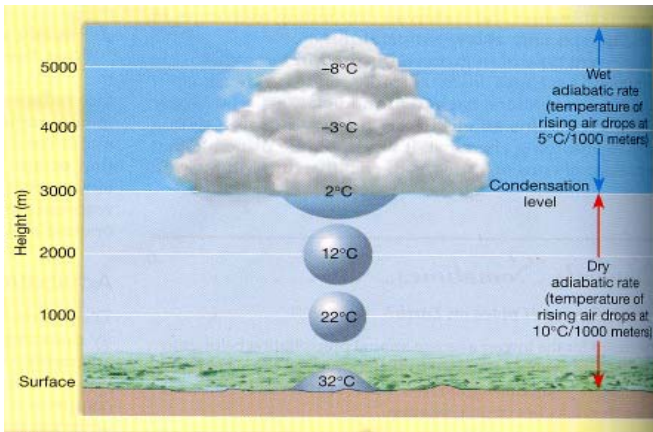 5000
4000
3000
2000
1000
Surface
Height (m)
–8°C
–3°C
2°C
12°C
22°C
32°C
Wet
adiabatic rate
(temperature of
rising air drops at
5°C/1000 meters)
Condensation
level
Dry
adiabatic rate
(temperature of
rising air drops at
10°C/1000 meters)